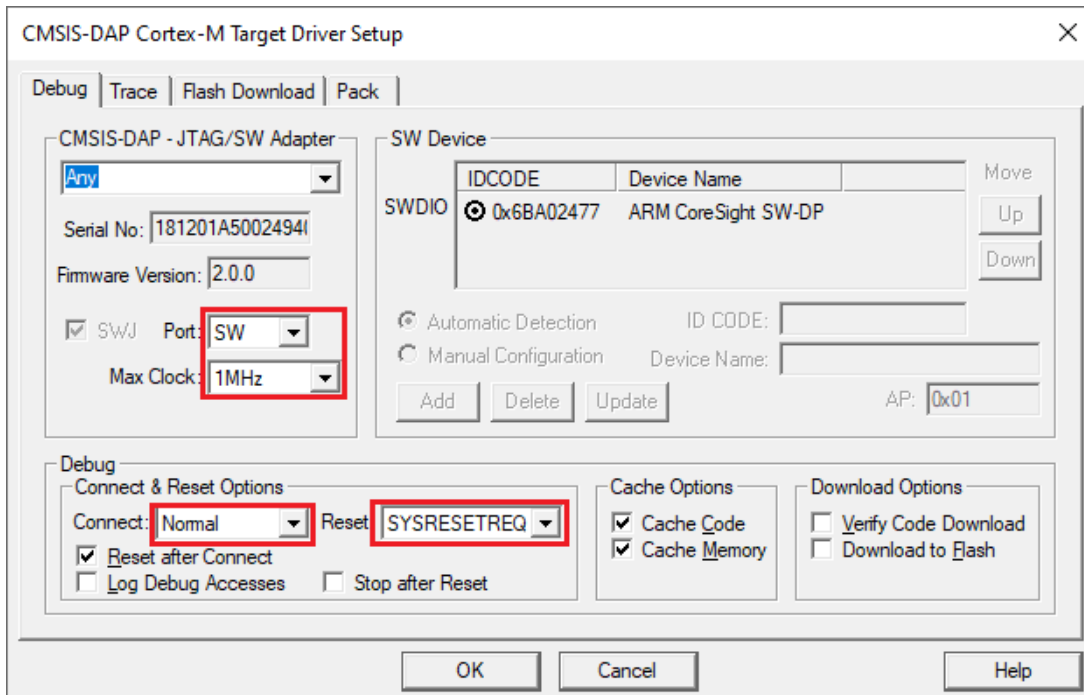 CMSIS-DAP Cortex-M Target Driver Setup
Debug Trace Flash Download Pack
CMSIS-DAP - JTAG/SW Adapter
Any
Serial No: 181201A50024940
Firmware Version: 2.0.0
SWJ Port: SW
Max Clock: 1MHz
SW Device
IDCODE Device Name
SWDIO 0x6BA02477 ARM CoreSight SW-DP
Move
Up
Down
Automatic Detection ID CODE:
Manual Configuration Device Name:
Add Delete Update AP: 0x01
Debug
Connect & Reset Options
Connect: Normal Reset SYSRESETREQ
Reset after Connect
Log Debug Accesses Stop after Reset
Cache Options
Cache Code
Cache Memory
Download Options
Verify Code Download
Download to Flash
OK Cancel Help